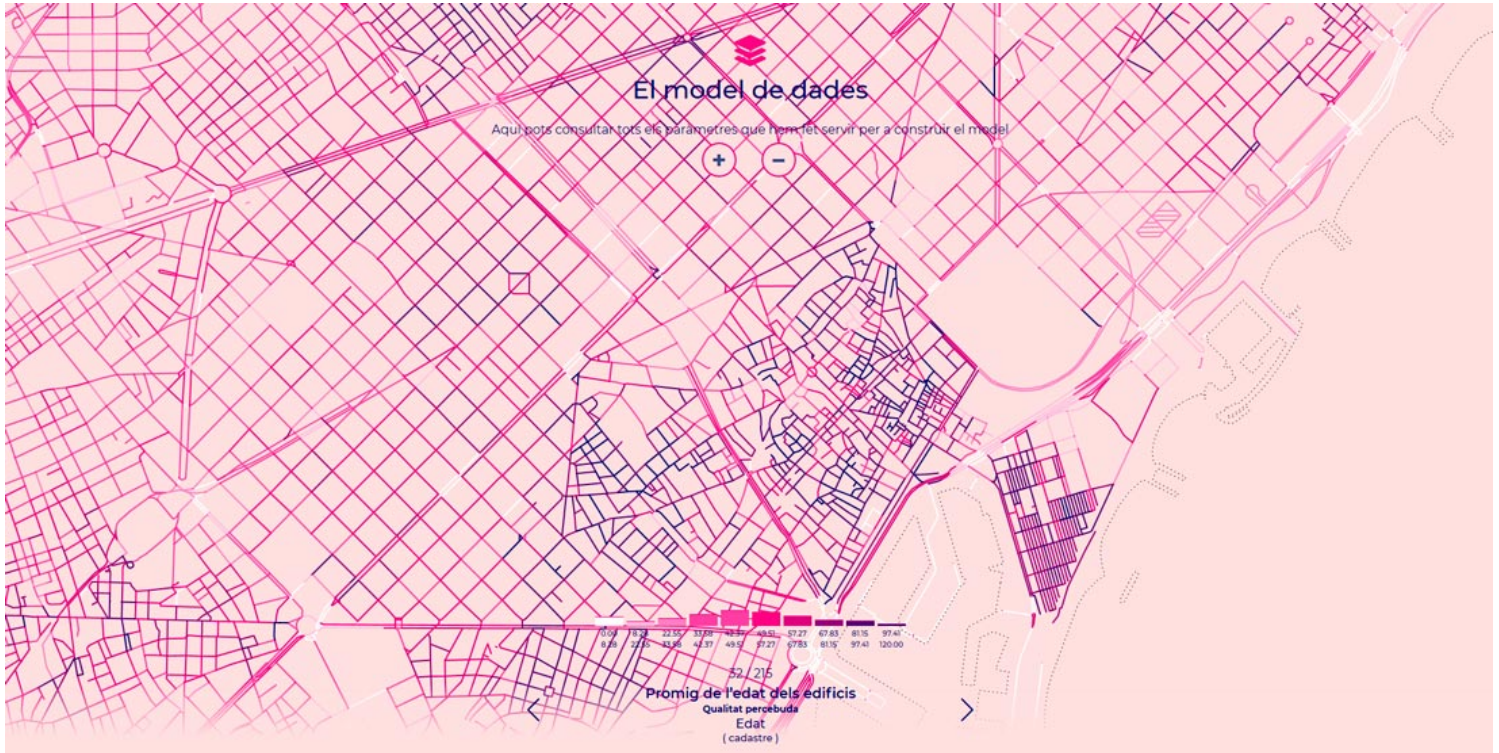 El model de dades
Aquí pots consultar tots els paràmetres que hem fet servir per a construir el model
+ −
0.00 8.28 22.55 33.58 42.37 49.51 57.27 67.83 81.15 97.41
8.28 22.55 33.58 42.37 49.51 57.27 67.83 81.15 97.41 120.00
32 / 215
Promig de l'edat dels edificis
Qualitat percebuda
Edat
( cadastre )